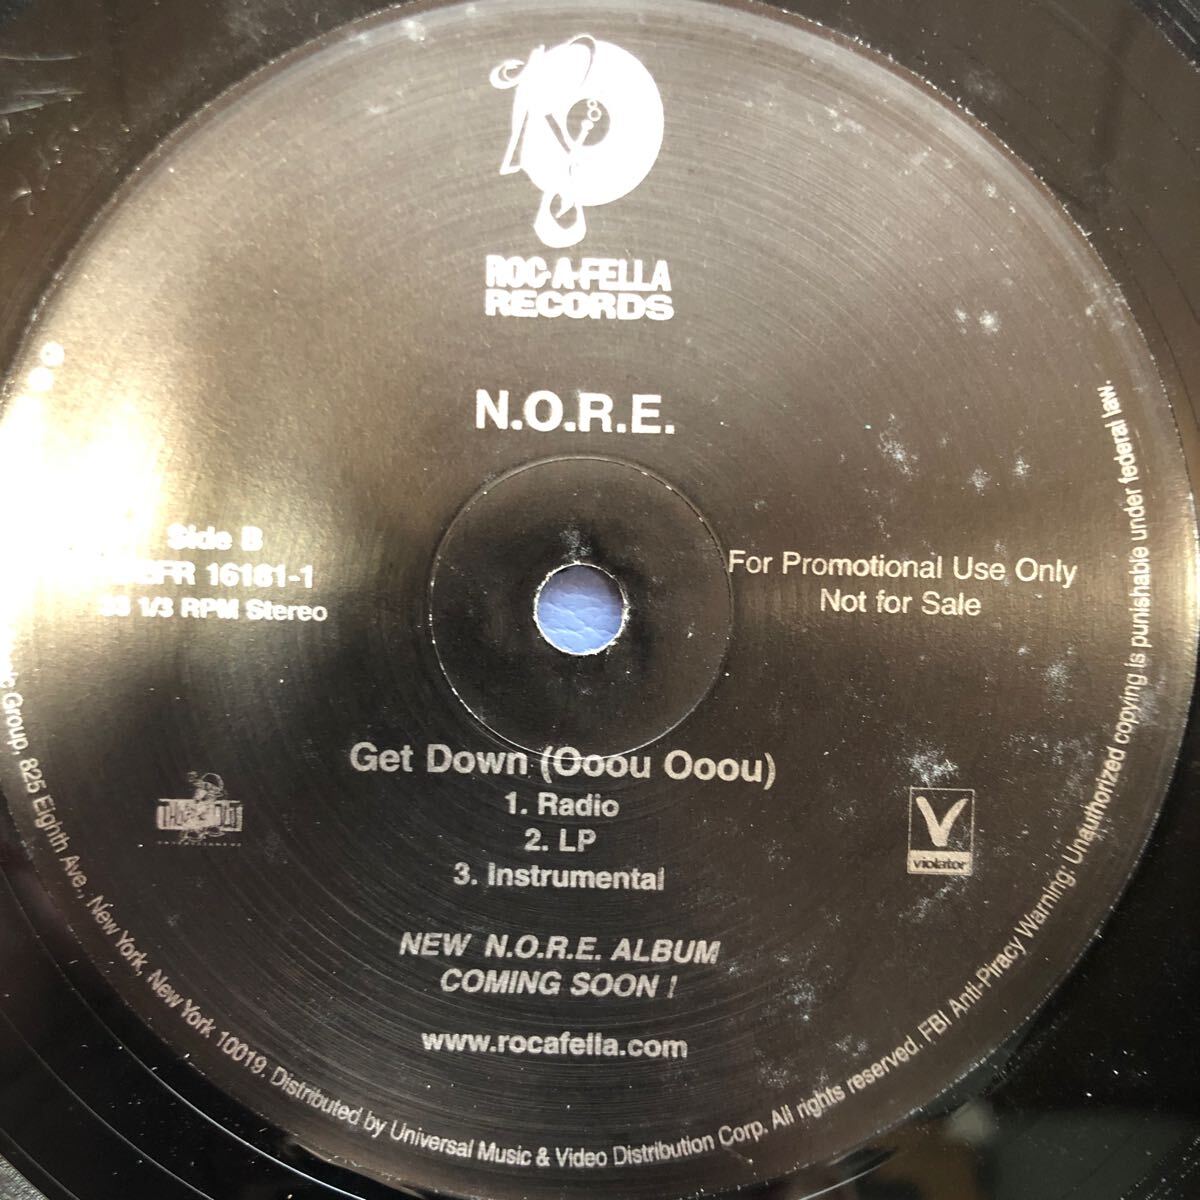 ROC-A-FELLA
RECORDS
N.O.R.E.
Side B
16181-1
33 1/3 RPM Stereo
For Promotional Use Only
Not for Sale
Get Down (Ooou Ooou)
1. Radio
2. LP
3. Instrumental
NEW N.O.R.E. ALBUM
COMING SOON !
www.rocafella.com
violator
Group, 825 Eighth Ave., New York, New York 10019. Distributed by Universal Music & Video Distribution Corp. All rights reserved. FBI Anti-Piracy Warning: Unauthorized copying is punishable under federal law.